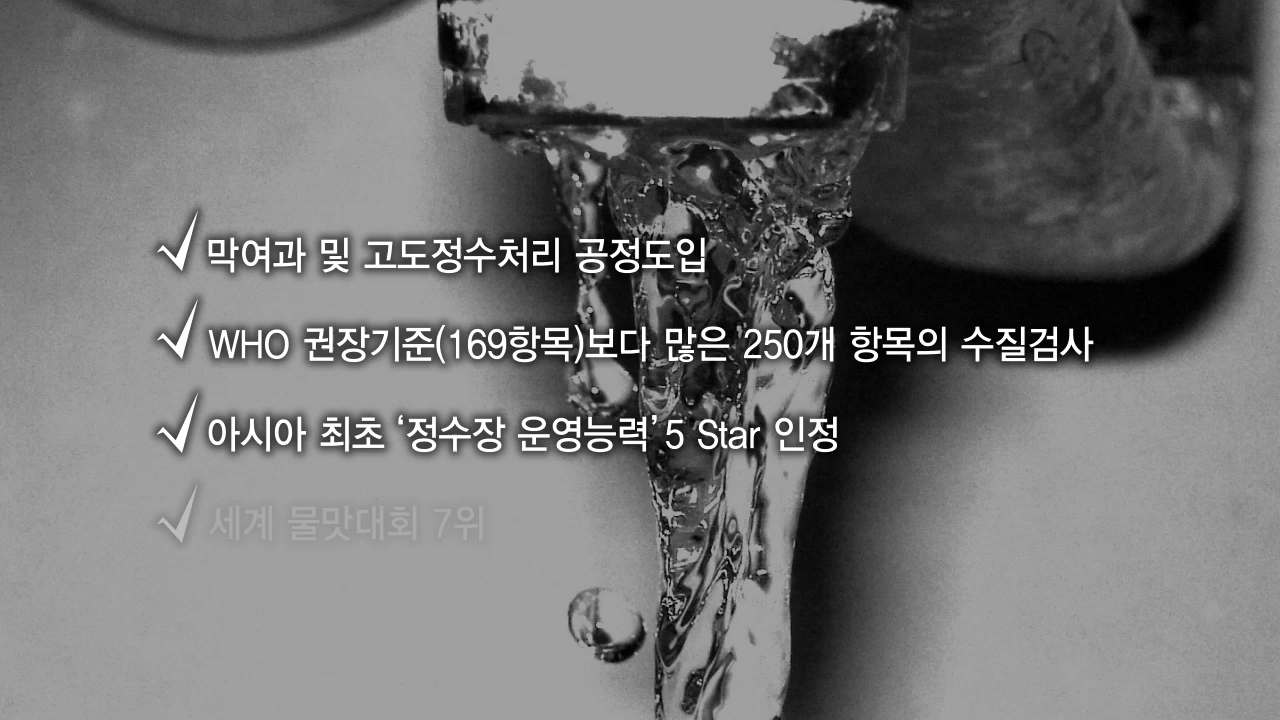 막여과 및 고도정수처리 공정도입
WHO 권장기준(169항목)보다 많은 250개 항목의 수질검사
아시아 최초 ‘정수장 운영능력’ 5 Star 인정
세계 물맛대회 7위